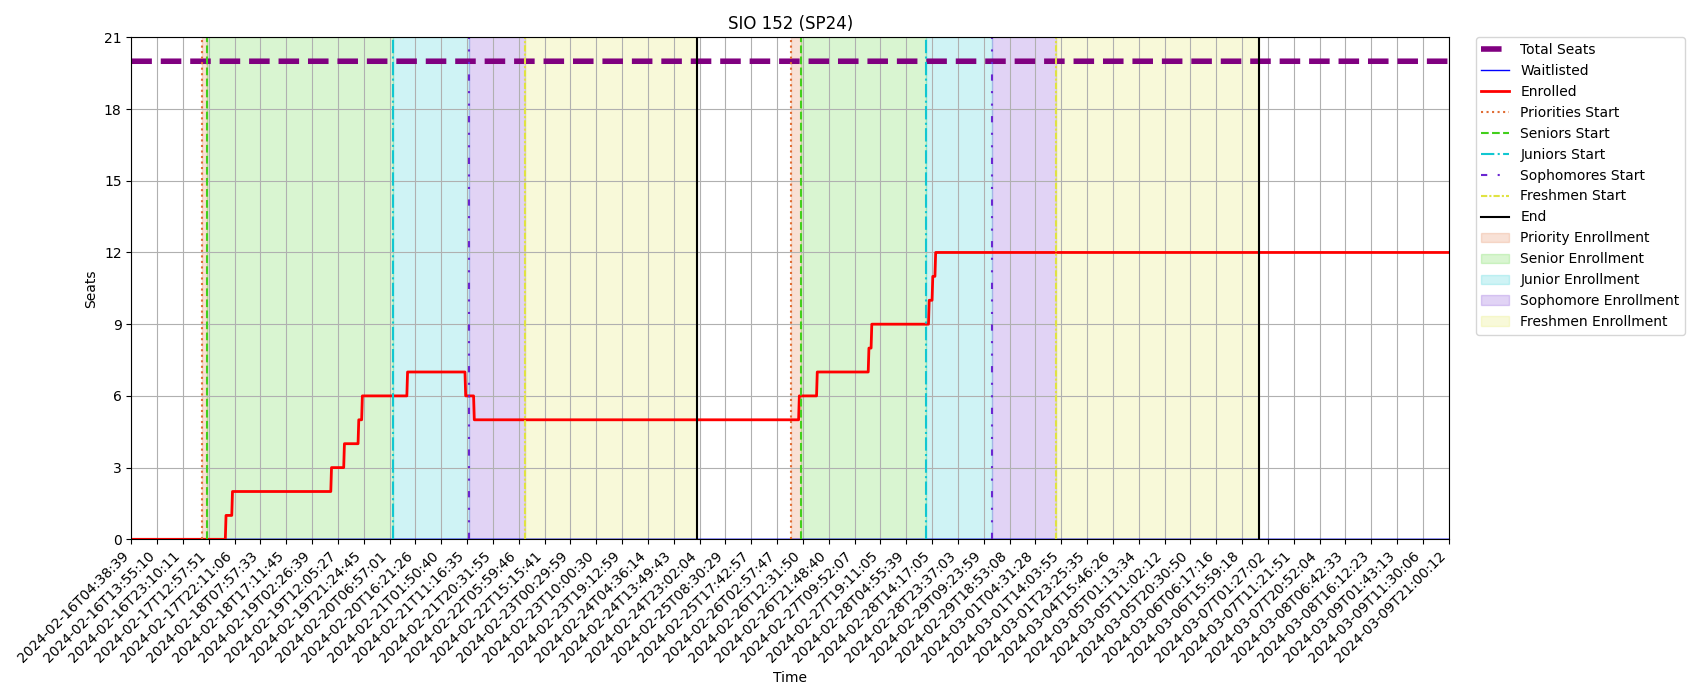 SIO 152 (SP24)
21
18
15
12
9
6
3
0
Seats
2024-02-16T04:38:39
2024-02-16T13:55:10
2024-02-16T23:10:11
2024-02-17T12:57:51
2024-02-17T22:11:06
2024-02-18T07:57:33
2024-02-18T17:11:45
2024-02-19T02:26:39
2024-02-19T12:05:27
2024-02-19T21:24:45
2024-02-20T06:57:01
2024-02-20T16:21:26
2024-02-21T01:50:40
2024-02-21T11:16:35
2024-02-21T20:31:55
2024-02-22T05:59:46
2024-02-22T15:15:41
2024-02-23T00:29:59
2024-02-23T10:00:30
2024-02-23T19:12:59
2024-02-24T04:36:14
2024-02-24T13:49:43
2024-02-24T23:02:04
2024-02-25T08:30:29
2024-02-25T17:42:57
2024-02-26T02:57:47
2024-02-26T12:31:50
2024-02-26T21:48:40
2024-02-27T09:52:07
2024-02-27T19:11:05
2024-02-28T04:55:39
2024-02-28T14:17:05
2024-02-28T23:37:03
2024-02-29T09:23:59
2024-02-29T18:53:08
2024-03-01T04:31:28
2024-03-01T14:03:55
2024-03-01T23:25:35
2024-03-04T15:46:26
2024-03-05T01:13:34
2024-03-05T11:02:12
2024-03-05T20:30:50
2024-03-06T06:17:16
2024-03-06T15:59:18
2024-03-07T01:27:02
2024-03-07T11:21:51
2024-03-07T20:52:04
2024-03-08T06:42:33
2024-03-08T16:12:23
2024-03-09T01:43:13
2024-03-09T11:30:06
2024-03-09T21:00:12
Time
Total Seats
Waitlisted
Enrolled
Priorities Start
Seniors Start
Juniors Start
Sophomores Start
Freshmen Start
End
Priority Enrollment
Senior Enrollment
Junior Enrollment
Sophomore Enrollment
Freshmen Enrollment